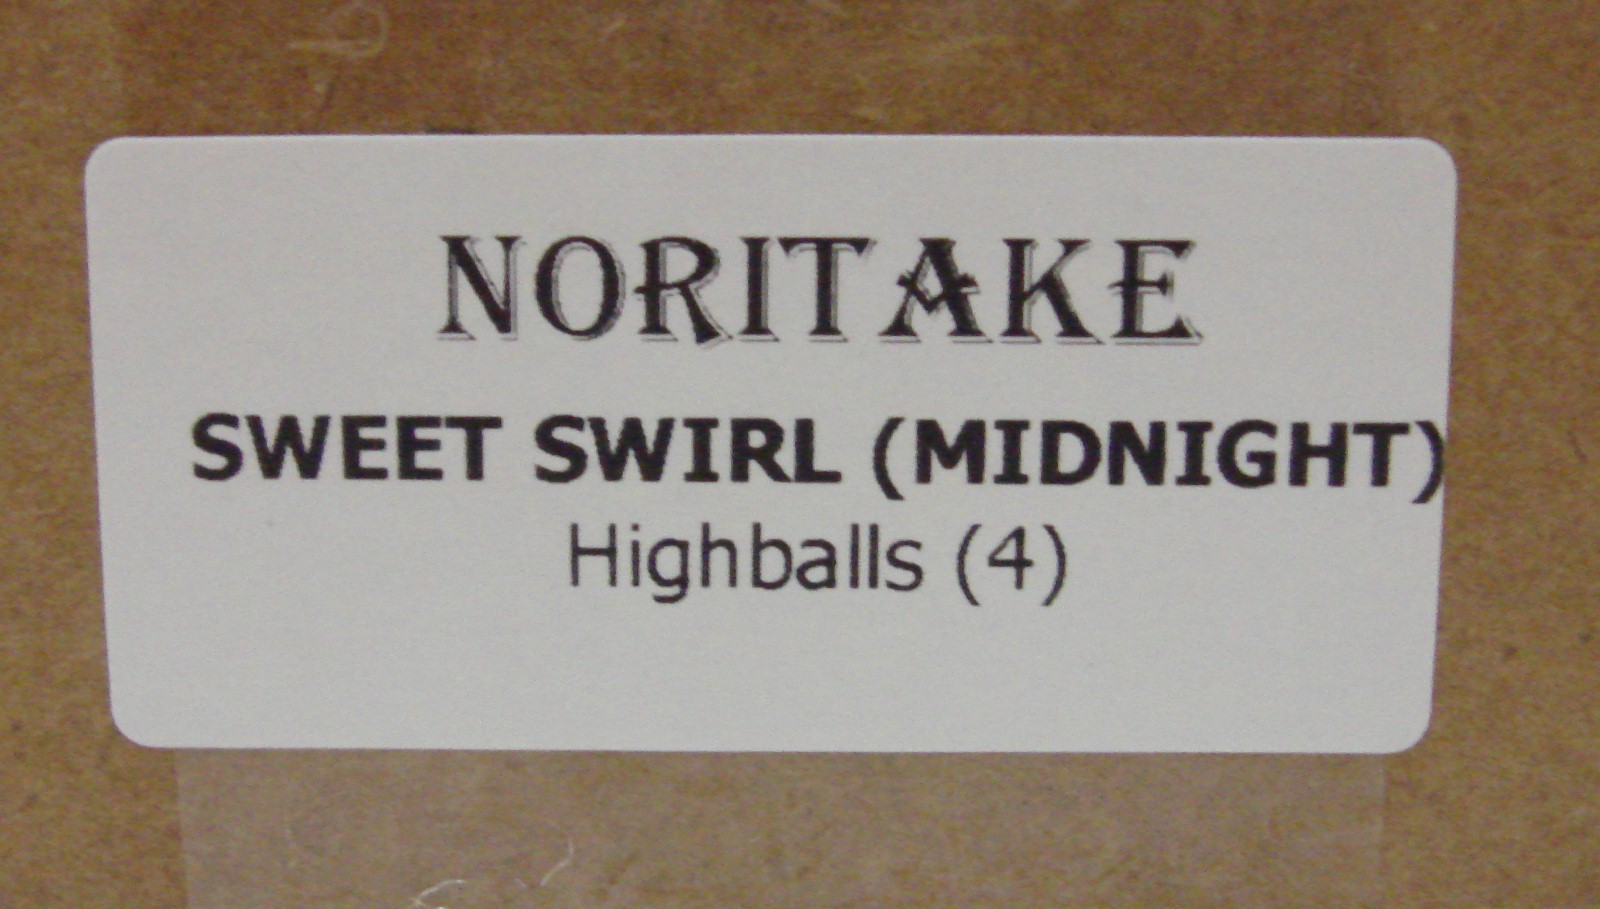 NORITAKE
SWEET SWIRL (MIDNIGHT)
Highballs (4)